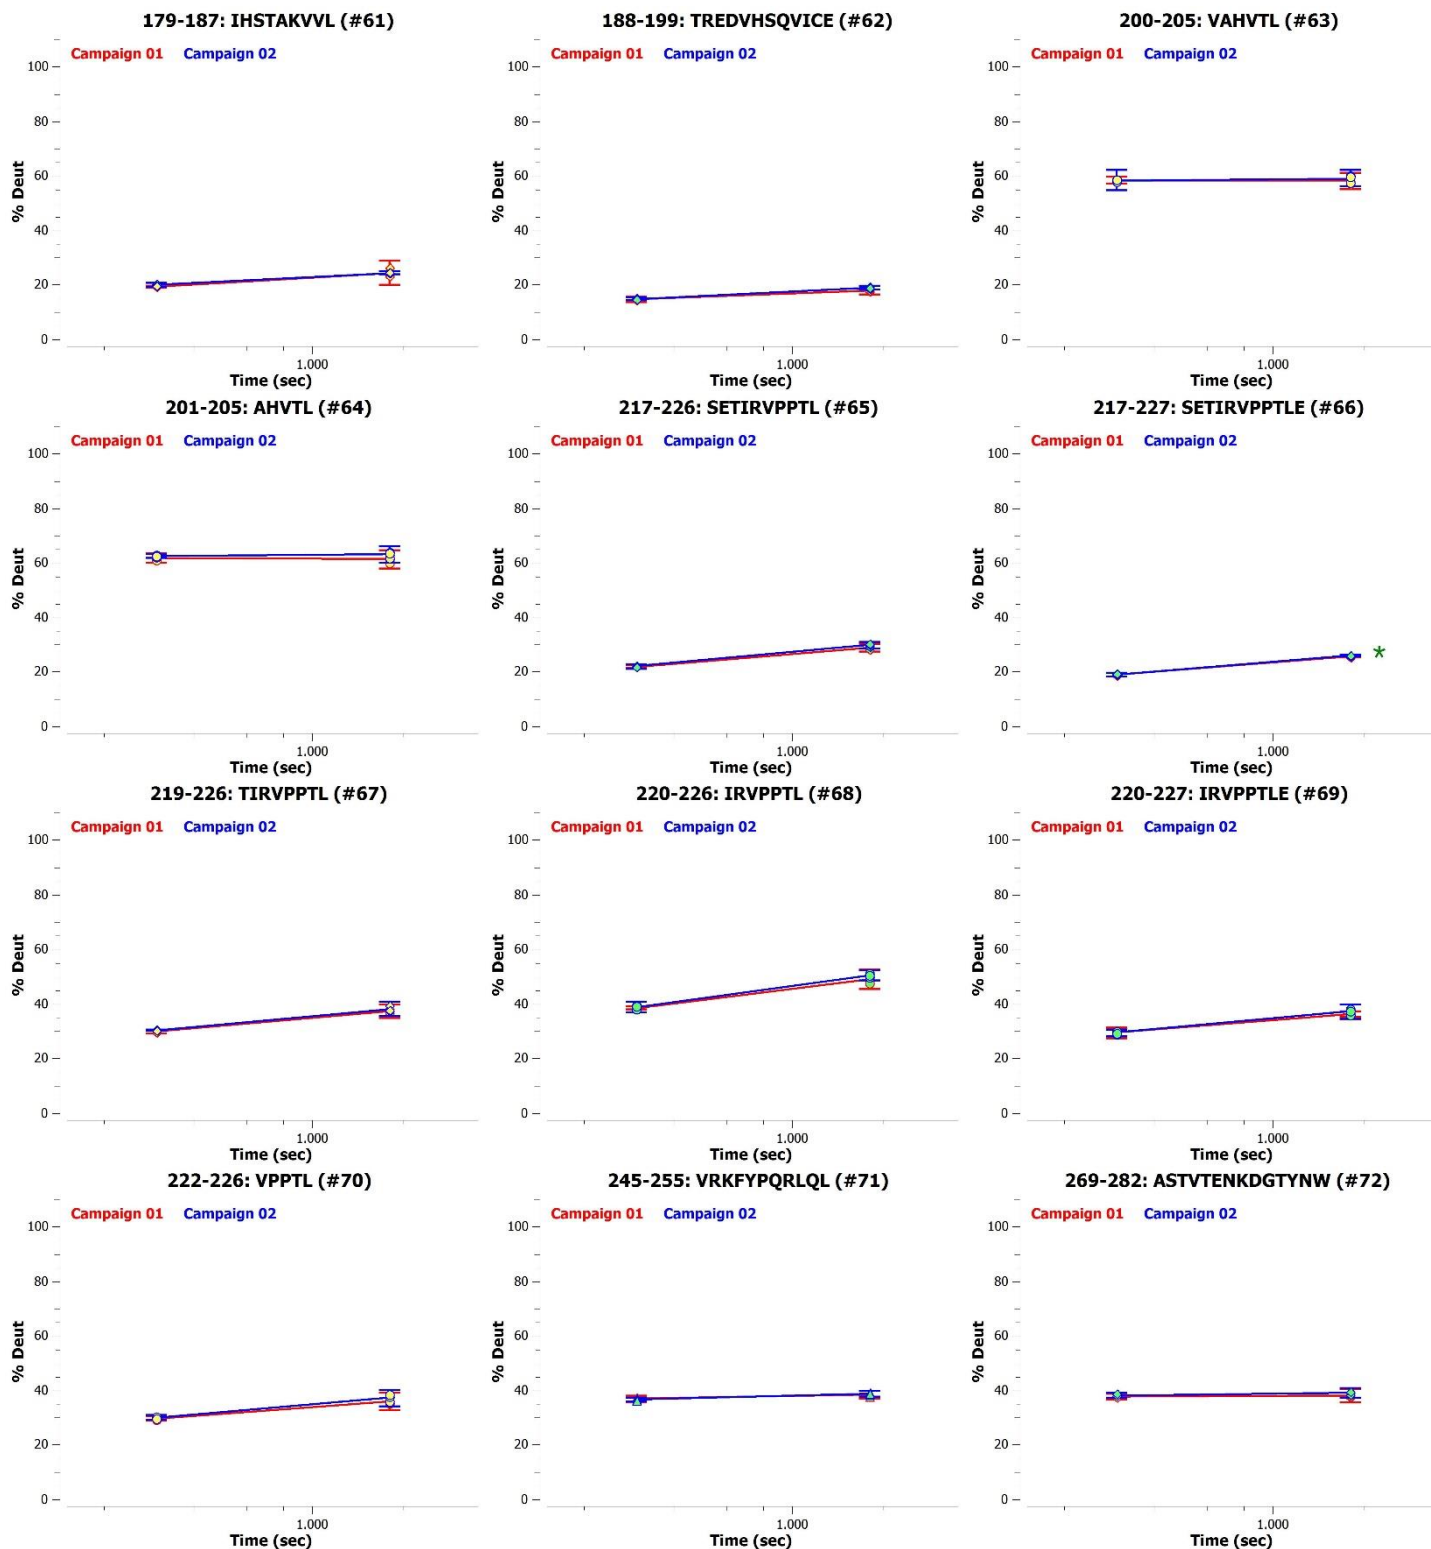 179-187: IHSTAKVVL (#61)
Campaign 01 Campaign 02
% Deut
100
80
60
40
20
0
1.000
Time (sec)
188-199: TREDVHSQVICE (#62)
Campaign 01 Campaign 02
% Deut
100
80
60
40
20
0
1.000
Time (sec)
200-205: VAHVTL (#63)
Campaign 01 Campaign 02
% Deut
100
80
60
40
20
0
1.000
Time (sec)
201-205: AHVTL (#64)
Campaign 01 Campaign 02
% Deut
100
80
60
40
20
0
1.000
Time (sec)
217-226: SETIRVPPTL (#65)
Campaign 01 Campaign 02
% Deut
100
80
60
40
20
0
1.000
Time (sec)
217-227: SETIRVPPTLE (#66)
Campaign 01 Campaign 02
% Deut
100
80
60
40
20
0
*
1.000
Time (sec)
219-226: TIRVPPTL (#67)
Campaign 01 Campaign 02
% Deut
100
80
60
40
20
0
1.000
Time (sec)
220-226: IRVPPTL (#68)
Campaign 01 Campaign 02
% Deut
100
80
60
40
20
0
1.000
Time (sec)
220-227: IRVPPTLE (#69)
Campaign 01 Campaign 02
% Deut
100
80
60
40
20
0
1.000
Time (sec)
222-226: VPPTL (#70)
Campaign 01 Campaign 02
% Deut
100
80
60
40
20
0
1.000
Time (sec)
245-255: VRKFYPQRLQL (#71)
Campaign 01 Campaign 02
% Deut
100
80
60
40
20
0
1.000
Time (sec)
269-282: ASTVTENKDGTYNW (#72)
Campaign 01 Campaign 02
% Deut
100
80
60
40
20
0
1.000
Time (sec)